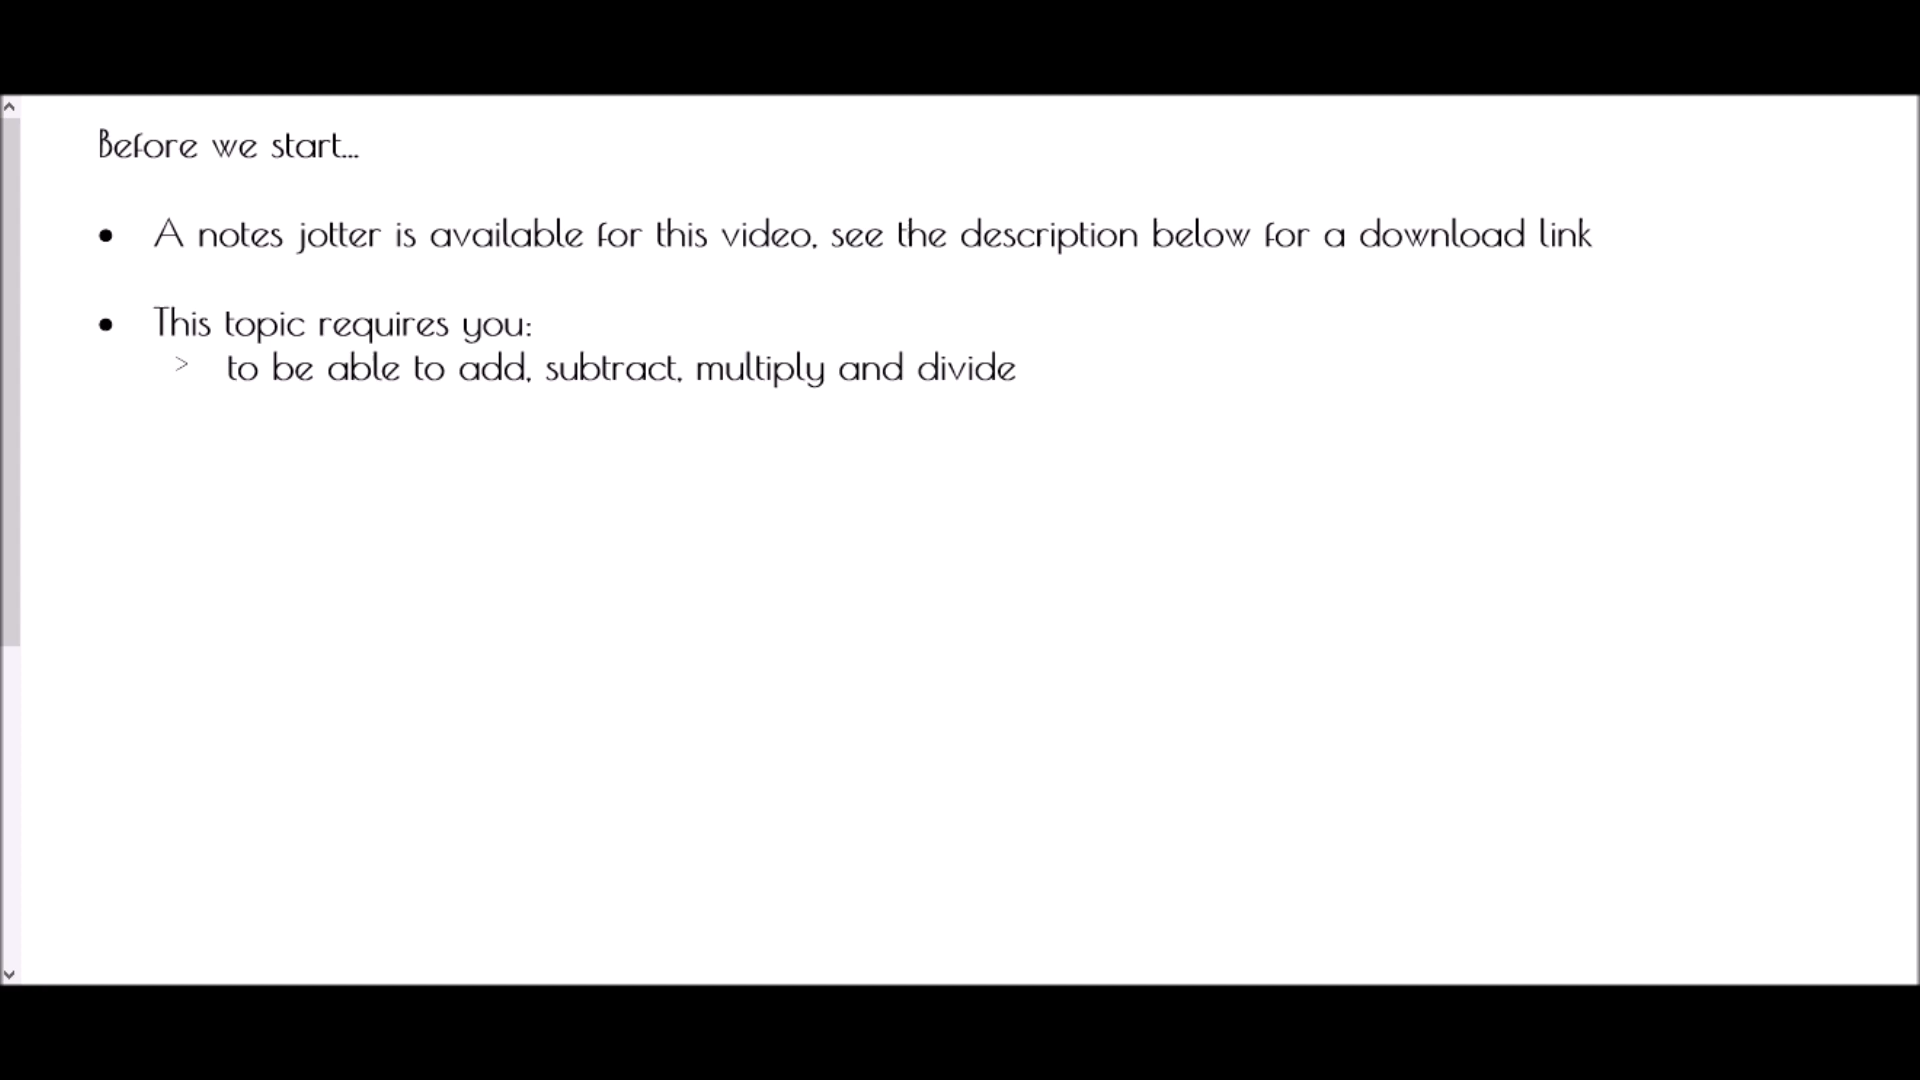 Before we start...
• A notes jotter is available for this video, see the description below for a download link
• This topic requires you:
> to be able to add, subtract, multiply and divide